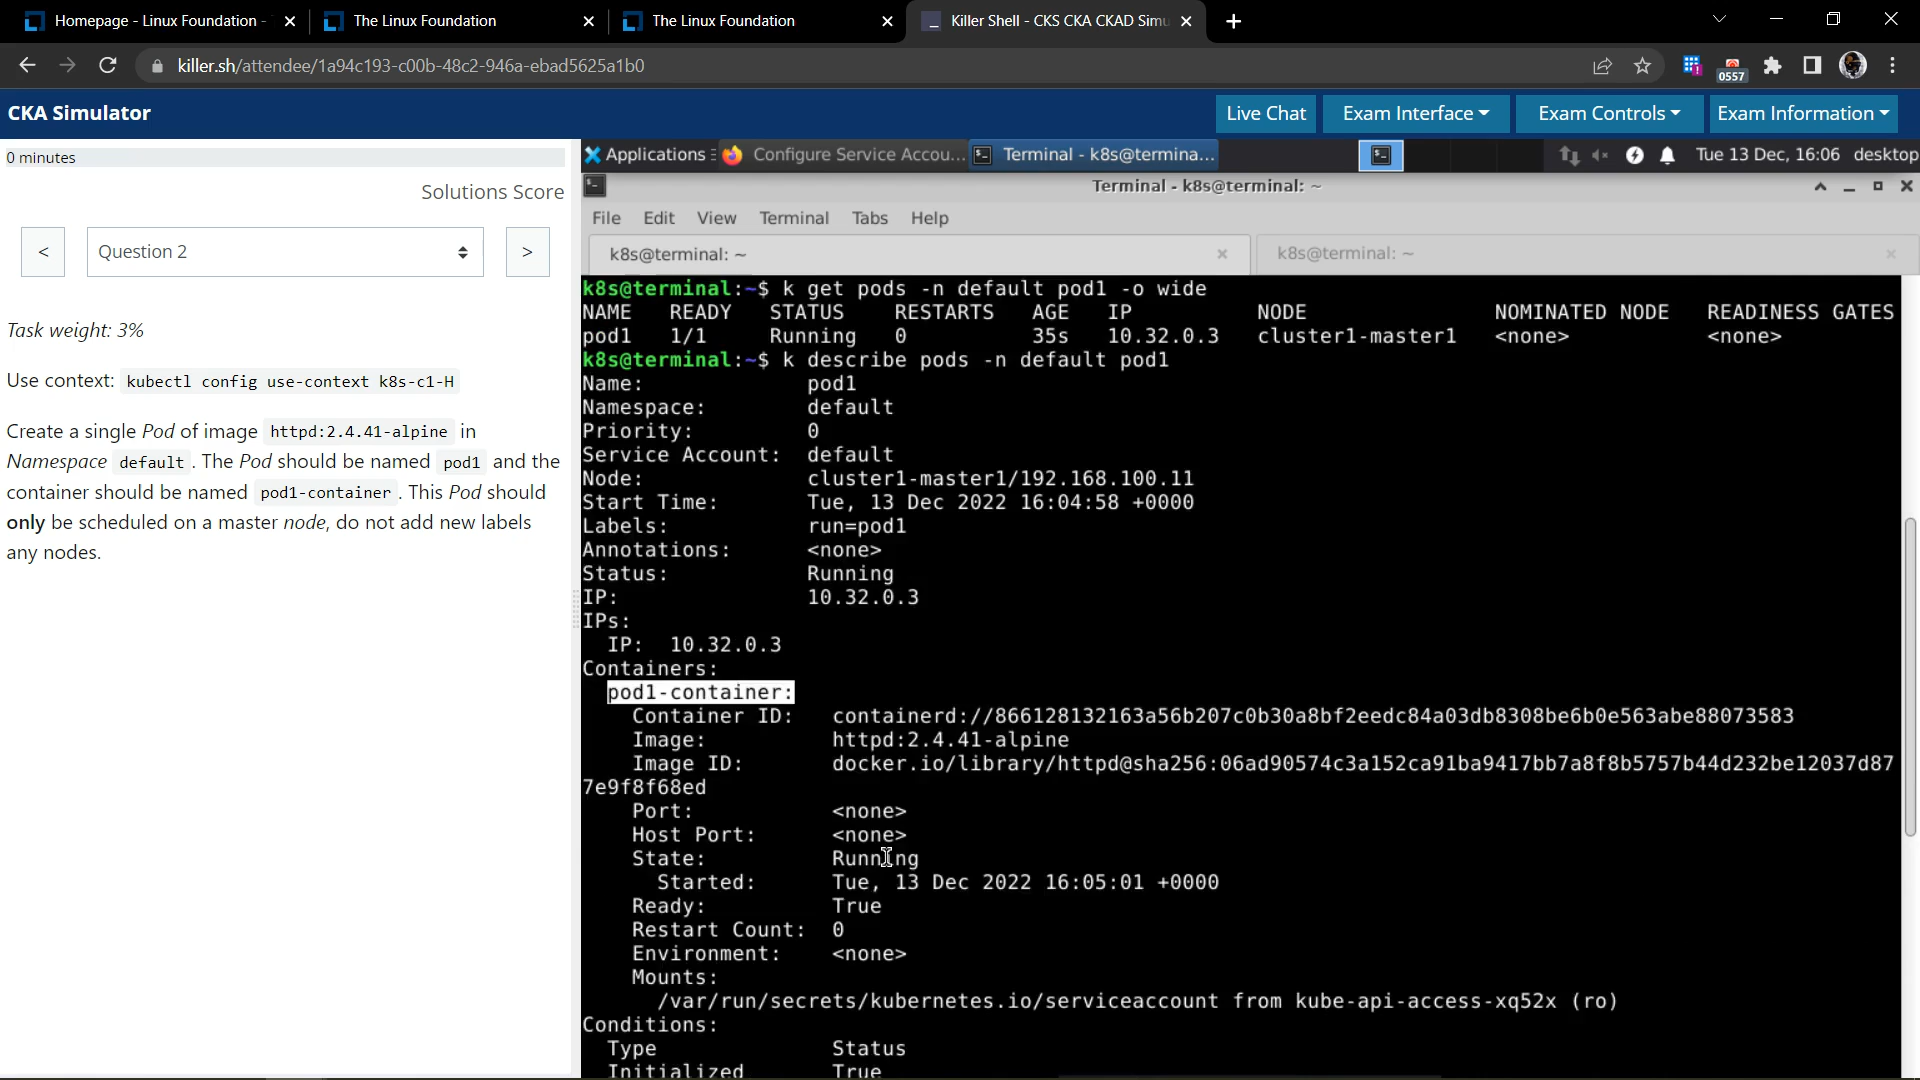 Homepage - Linux Foundation -
The Linux Foundation
The Linux Foundation
Killer Shell - CKS CKA CKAD Simu
killer.sh/attendee/1a94c193-c00b-48c2-946a-ebad5625a1b0
0557
CKA Simulator
Live Chat
Exam Interface
Exam Controls
Exam Information
0 minutes
Solutions Score
<
Question 2
>
Task weight: 3%
Use context: kubectl config use-context k8s-c1-H
Create a single Pod of image httpd:2.4.41-alpine in
Namespace default . The Pod should be named pod1 and the
container should be named pod1-container . This Pod should
only be scheduled on a master node, do not add new labels
any nodes.
Applications
Configure Service Accou...
Terminal - k8s@termina...
Tue 13 Dec, 16:06 desktop
Terminal - k8s@terminal: ~
File Edit View Terminal Tabs Help
k8s@terminal: ~
k8s@terminal: ~
k8s@terminal:~$ k get pods -n default pod1 -o wide
NAME READY STATUS RESTARTS AGE IP NODE NOMINATED NODE READINESS GATES
pod1 1/1 Running 0 35s 10.32.0.3 cluster1-master1 <none> <none>
k8s@terminal:~$ k describe pods -n default pod1
Name: pod1
Namespace: default
Priority: 0
Service Account: default
Node: cluster1-master1/192.168.100.11
Start Time: Tue, 13 Dec 2022 16:04:58 +0000
Labels: run=pod1
Annotations: <none>
Status: Running
IP: 10.32.0.3
IPs:
IP: 10.32.0.3
Containers:
pod1-container:
Container ID: containerd://866128132163a56b207c0b30a8bf2eedc84a03db8308be6b0e563abe88073583
Image: httpd:2.4.41-alpine
Image ID: docker.io/library/httpd@sha256:06ad90574c3a152ca91ba9417bb7a8f8b5757b44d232be12037d87
7e9f8f68ed
Port: <none>
Host Port: <none>
State: Running
Started: Tue, 13 Dec 2022 16:05:01 +0000
Ready: True
Restart Count: 0
Environment: <none>
Mounts:
/var/run/secrets/kubernetes.io/serviceaccount from kube-api-access-xq52x (ro)
Conditions:
Type Status
Initialized True